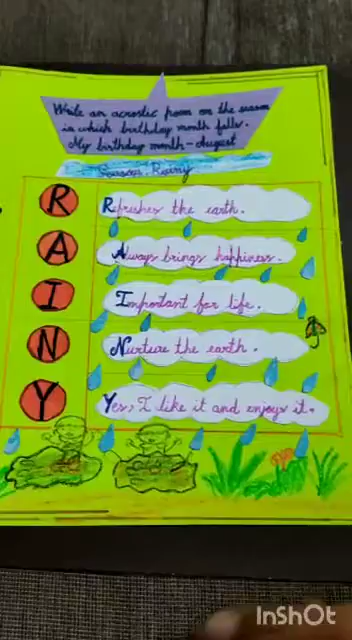 Write an acrostic poem on the season
in which birthday month falls.
My birthday month - August
Season Rainy
R Refreshes the earth.
A Always brings happiness.
I Important for life.
N Nurture the earth.
Y Yes, I like it and enjoys it.
InShOt